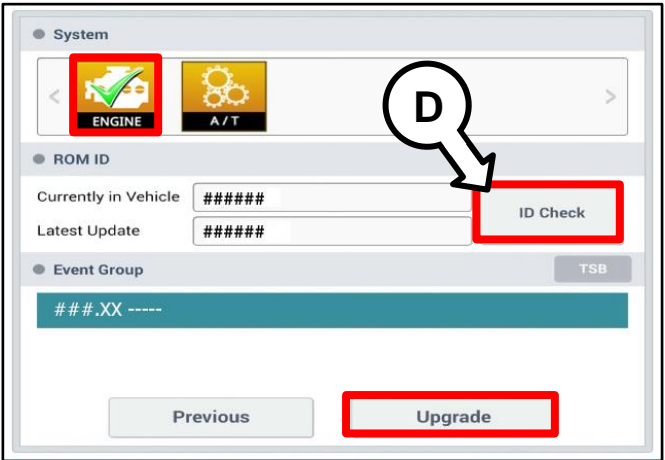 System
<
ENGINE
A/T
D
>
ROM ID
Currently in Vehicle ######
ID Check
Latest Update ######
Event Group
TSB
###.XX -----
Previous
Upgrade